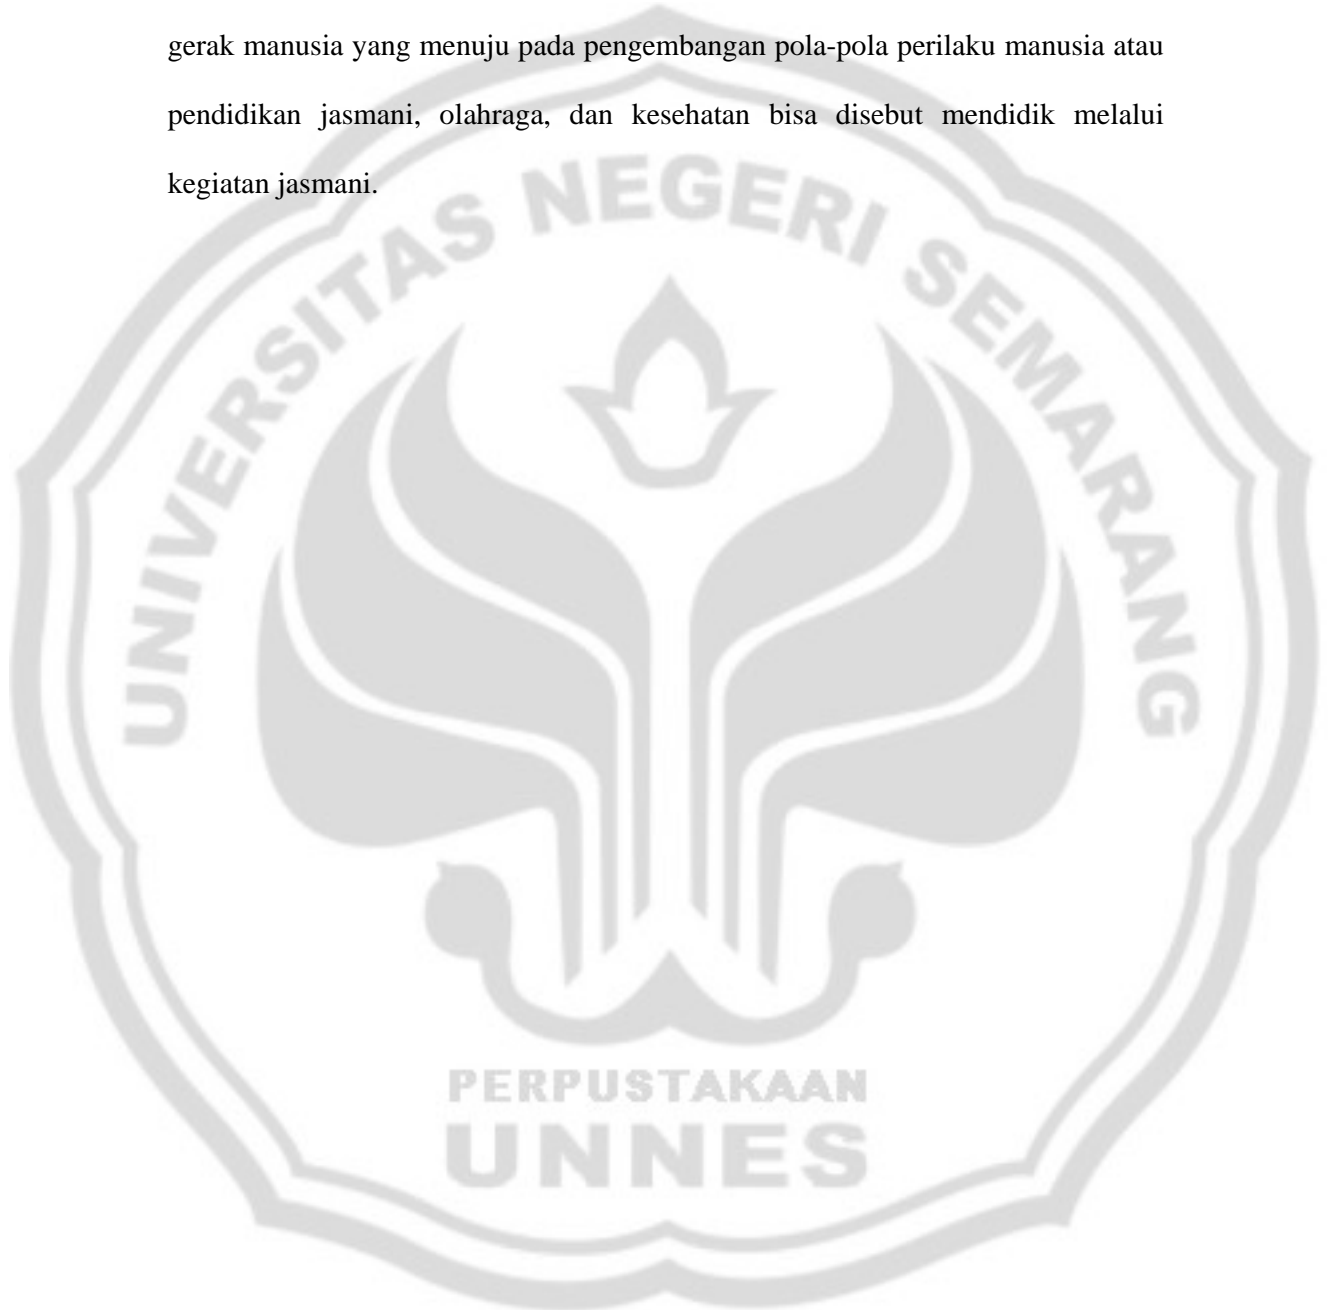 gerak manusia yang menuju pada pengembangan pola-pola perilaku manusia atau
pendidikan jasmani, olahraga, dan kesehatan bisa disebut mendidik melalui
kegiatan jasmani.
UNIVERSITAS NEGERI SEMARANG
PERPUSTAKAAN
UNNES